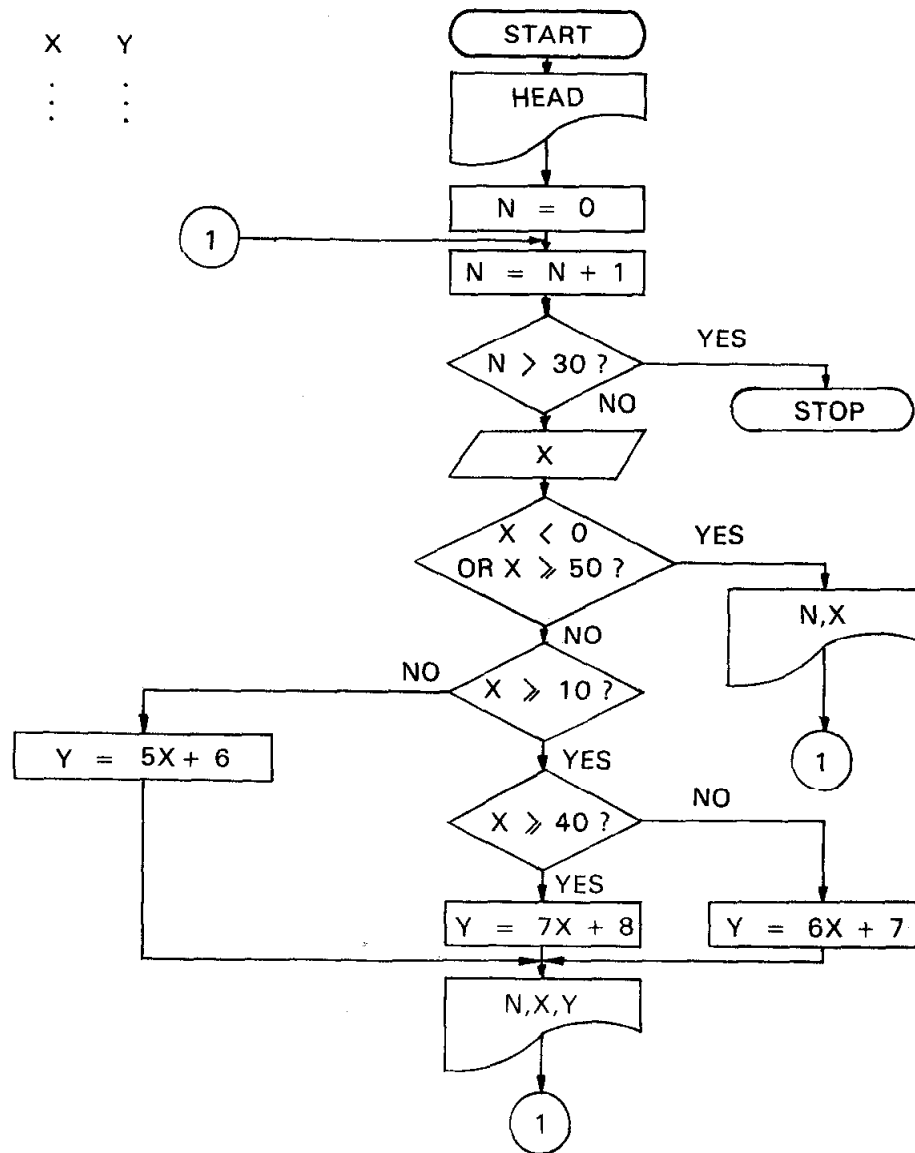 X Y
START
HEAD
N = 0
1
N = N + 1
N > 30 ?
YES
NO
STOP
X
X < 0
OR X ⩾ 50 ?
YES
N,X
NO
X ⩾ 10 ?
NO
YES
Y = 5X + 6
1
X ⩾ 40 ?
NO
YES
Y = 7X + 8
Y = 6X + 7
N,X,Y
1